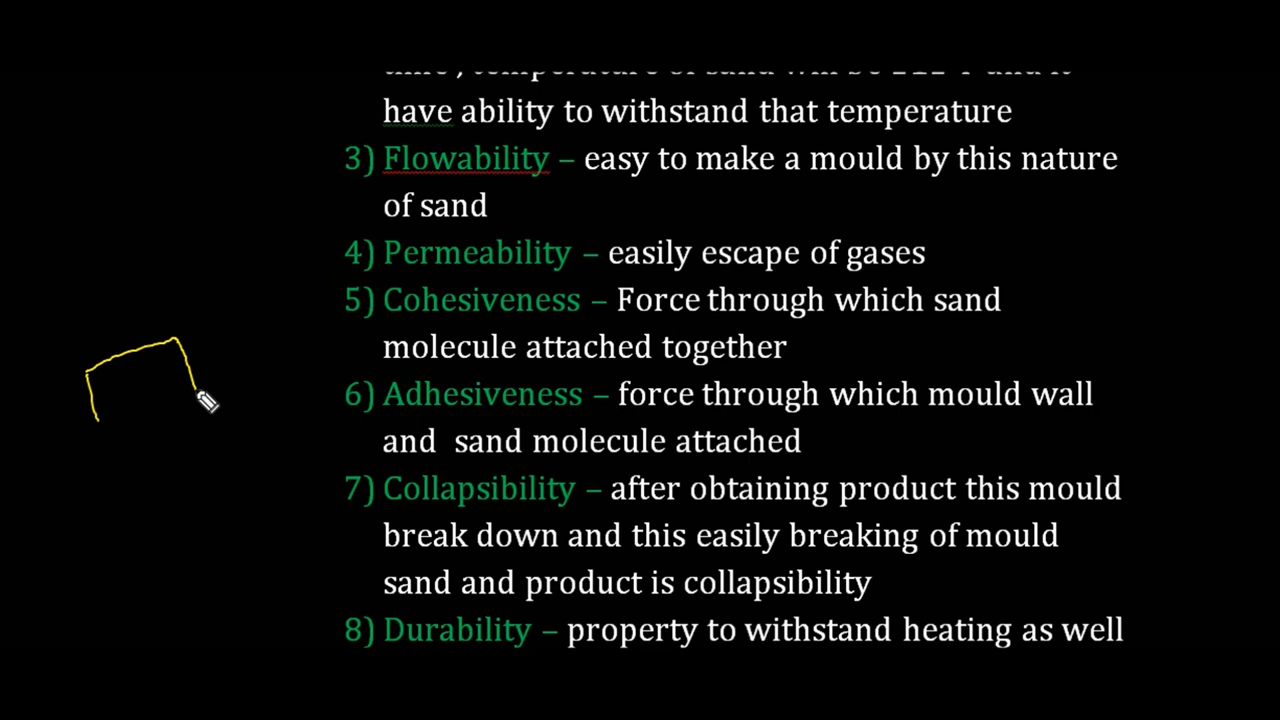 have ability to withstand that temperature
3) Flowability – easy to make a mould by this nature
of sand
4) Permeability – easily escape of gases
5) Cohesiveness – Force through which sand
molecule attached together
6) Adhesiveness – force through which mould wall
and  sand molecule attached
7) Collapsibility – after obtaining product this mould
break down and this easily breaking of mould
sand and product is collapsibility
8) Durability – property to withstand heating as well